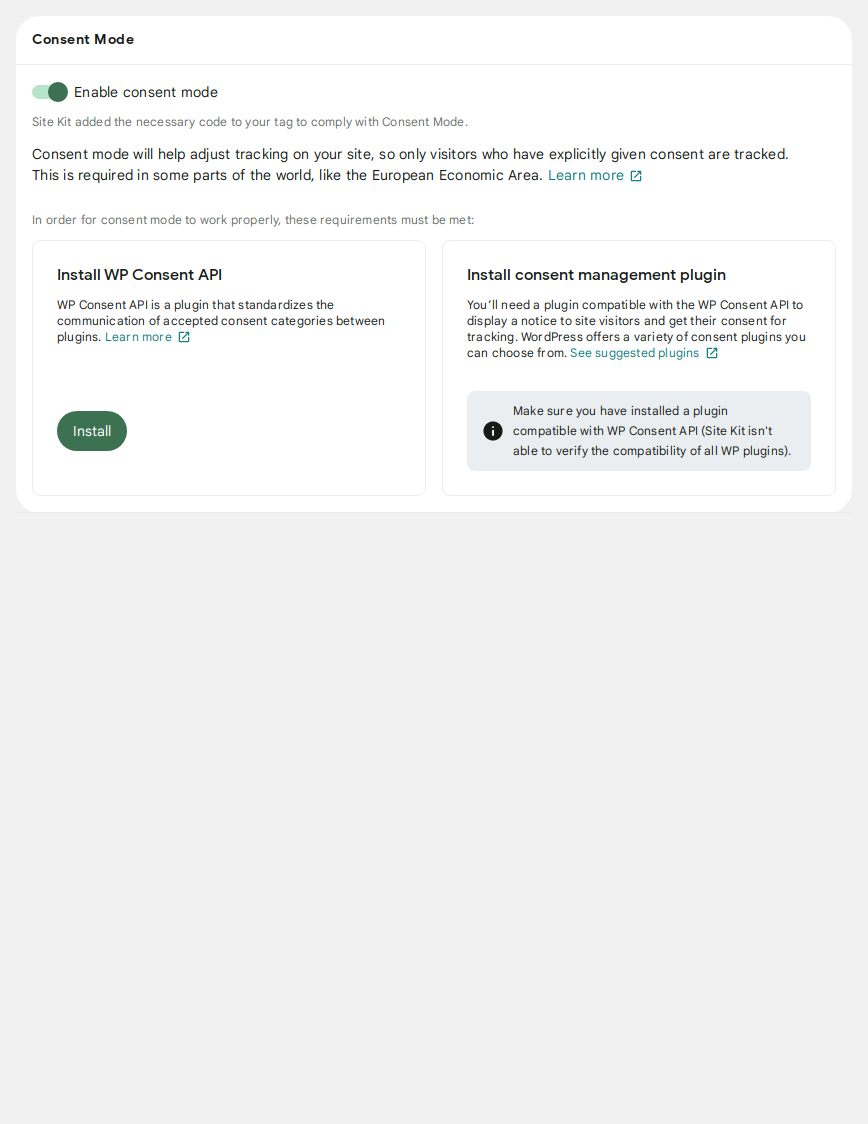 Consent Mode
Enable consent mode
Site Kit added the necessary code to your tag to comply with Consent Mode.
Consent mode will help adjust tracking on your site, so only visitors who have explicitly given consent are tracked.
This is required in some parts of the world, like the European Economic Area. Learn more
In order for consent mode to work properly, these requirements must be met:
Install WP Consent API
WP Consent API is a plugin that standardizes the
communication of accepted consent categories between
plugins. Learn more
Install
Install consent management plugin
You’ll need a plugin compatible with the WP Consent API to
display a notice to site visitors and get their consent for
tracking. WordPress offers a variety of consent plugins you
can choose from. See suggested plugins
Make sure you have installed a plugin
compatible with WP Consent API (Site Kit isn't
able to verify the compatibility of all WP plugins).